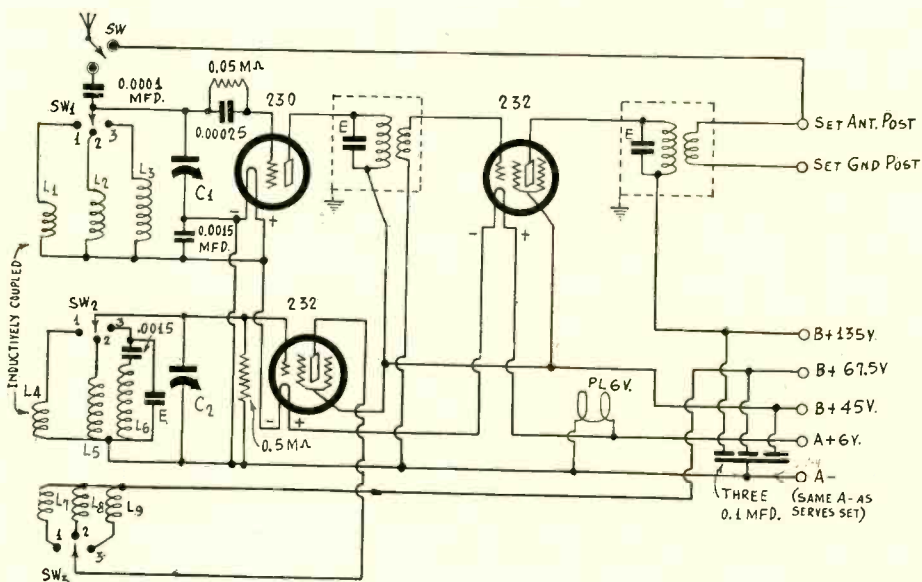 SW
0.05 MΩ
0.0001
MFD.
230
232
SW1
1
2
3
0.00025
E
E
SET ANT. POST
SET GND POST
L1
L2
L3
C1
0.0015
MFD.
-
+
-
+
INDUCTIVELY COUPLED
SW2
1
2
3
.0015
232
B+135V.
B+67.5V
PL 6V.
B+45V.
L4
L5
L6
E
C2
-
+
0.5MΩ
A+6V.
A-
(SAME A- AS
SERVES SET)
THREE
0.1 MFD.
L7
L8
L9
1
2
3